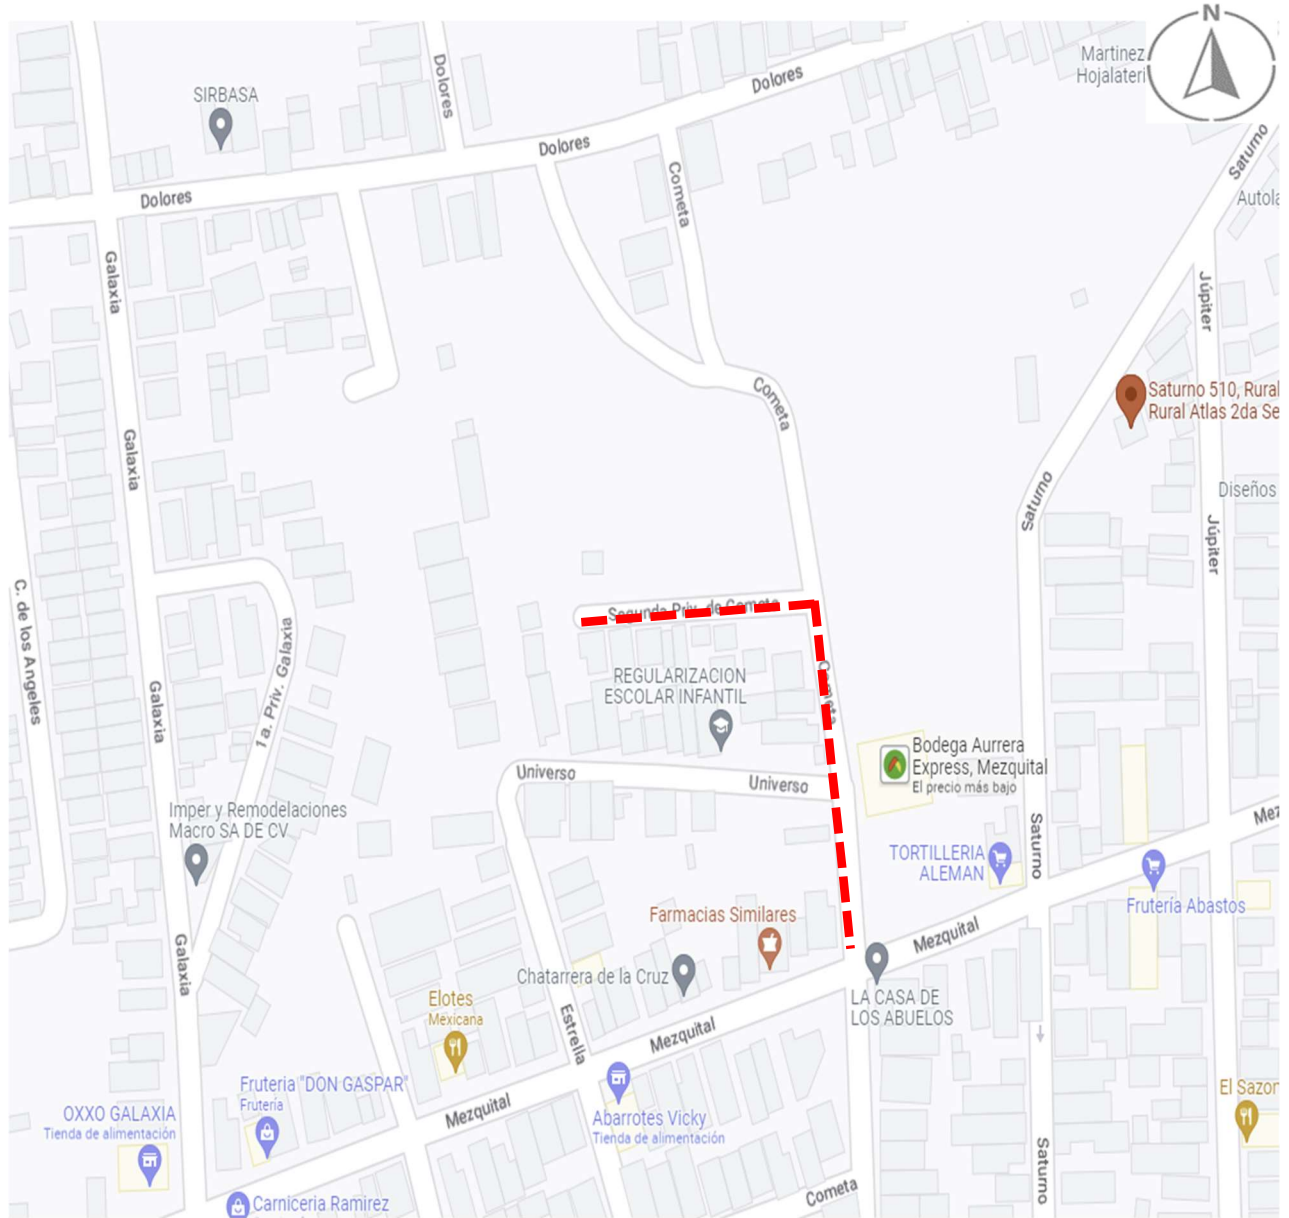 N
Martinez
Hojalateri
SIRBASA
Dolores
Dolores
Dolores
Dolores
Saturno
Cometa
Autola
Galaxia
Júpiter
Cometa
Saturno 510, Rural
Rural Atlas 2da Se
Galaxia
Saturno
Diseños
Júpiter
C. de los Angeles
Segunda Priv. de Cometa
1a. Priv. Galaxia
REGULARIZACION
ESCOLAR INFANTIL
Cometa
Galaxia
Bodega Aurrera
Express, Mezquital
El precio más bajo
Universo
Universo
Imper y Remodelaciones
Macro SA DE CV
Saturno
Mez
TORTILLERIA
ALEMAN
Frutería Abastos
Farmacias Similares
Mezquital
Galaxia
Chatarrera de la Cruz
LA CASA DE
LOS ABUELOS
Elotes
Mexicana
Estrella
Mezquital
Fruteria "DON GASPAR"
Frutería
El Sazon
OXXO GALAXIA
Tienda de alimentación
Mezquital
Abarrotes Vicky
Tienda de alimentación
Saturno
Cometa
Carniceria Ramirez